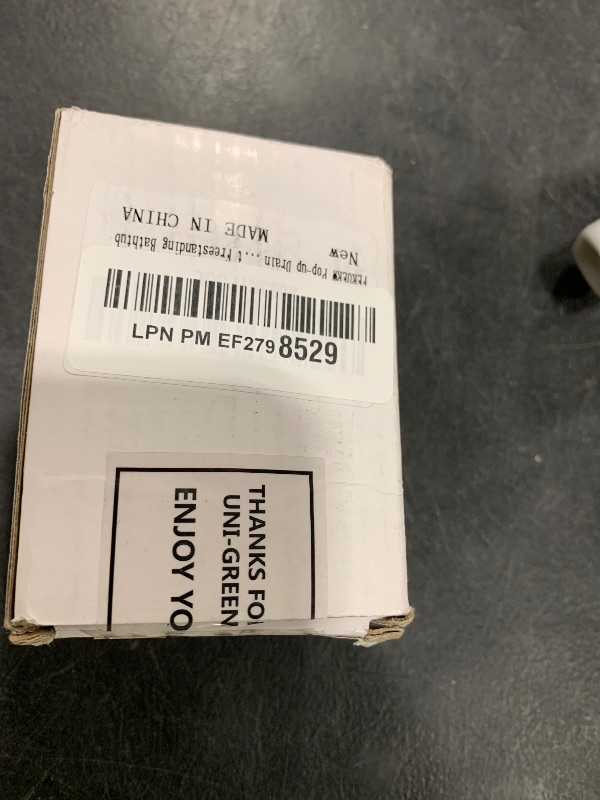 Pop-up Drain ... t Freestanding Bathtub
New
MADE IN CHINA
LPN PM EF279 8529
THANKS FO
UNI-GREEN
ENJOY YO